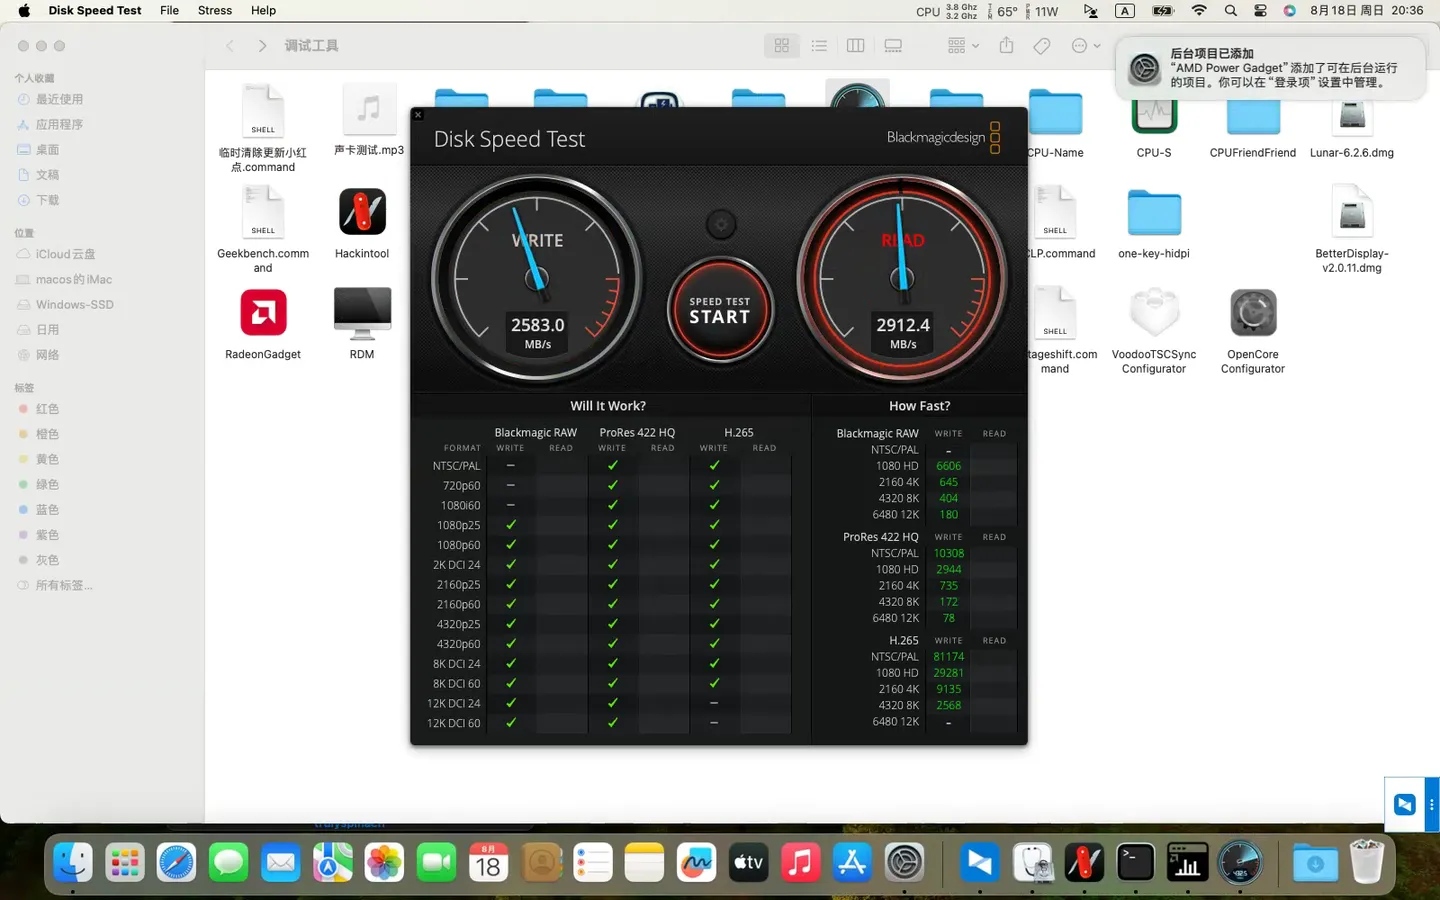 Disk Speed Test File Stress Help
CPU 3.8 Ghz 3.2 Ghz 65° 11W A 8月18日 周日 20:36
调试工具
后台项目已添加
“AMD Power Gadget”添加了可在后台运行
的项目。你可以在“登录项”设置中管理。
个人收藏
最近使用
应用程序
桌面
文稿
下载
位置
iCloud云盘
macos的iMac
Windows-SSD
日用
网络
标签
红色
橙色
黄色
绿色
蓝色
紫色
灰色
所有标签...
SHELL
临时清除更新小红
点.command
声卡测试.mp3
CPU-Name
CPU-S
CPUFriendFriend
Lunar-6.2.6.dmg
SHELL
Geekbench.comm
and
Hackintool
SHELL
CLP.command
one-key-hidpi
BetterDisplay-
v2.0.11.dmg
RadeonGadget
RDM
SHELL
tageshift.com
mand
VoodooTSCSync
Configurator
OpenCore
Configurator
Disk Speed Test
Blackmagicdesign
WRITE
2583.0
MB/s
SPEED TEST
START
READ
2912.4
MB/s
Will It Work?
Blackmagic RAW ProRes 422 HQ H.265
FORMAT WRITE READ WRITE READ WRITE READ
NTSC/PAL – ✓ ✓
720p60 – ✓ ✓
1080i60 – ✓ ✓
1080p25 ✓ ✓ ✓
1080p60 ✓ ✓ ✓
2K DCI 24 ✓ ✓ ✓
2160p25 ✓ ✓ ✓
2160p60 ✓ ✓ ✓
4320p25 ✓ ✓ ✓
4320p60 ✓ ✓ ✓
8K DCI 24 ✓ ✓ ✓
8K DCI 60 ✓ ✓ ✓
12K DCI 24 ✓ ✓ –
12K DCI 60 ✓ ✓ –
How Fast?
Blackmagic RAW WRITE READ
NTSC/PAL –
1080 HD 6606
2160 4K 645
4320 8K 404
6480 12K 180
ProRes 422 HQ WRITE READ
NTSC/PAL 10308
1080 HD 2944
2160 4K 735
4320 8K 172
6480 12K 78
H.265 WRITE READ
NTSC/PAL 81174
1080 HD 29281
2160 4K 9135
4320 8K 2568
6480 12K –
trulyspinach
8月
18
tv